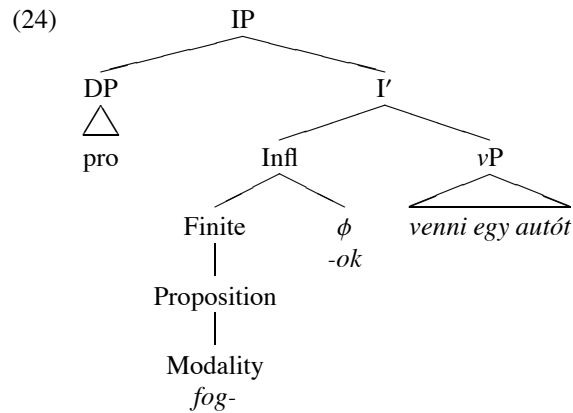 (24) IP
DP I′
pro
Infl vP
Finite ϕ venni egy autót
-ok
Proposition
Modality
fog-